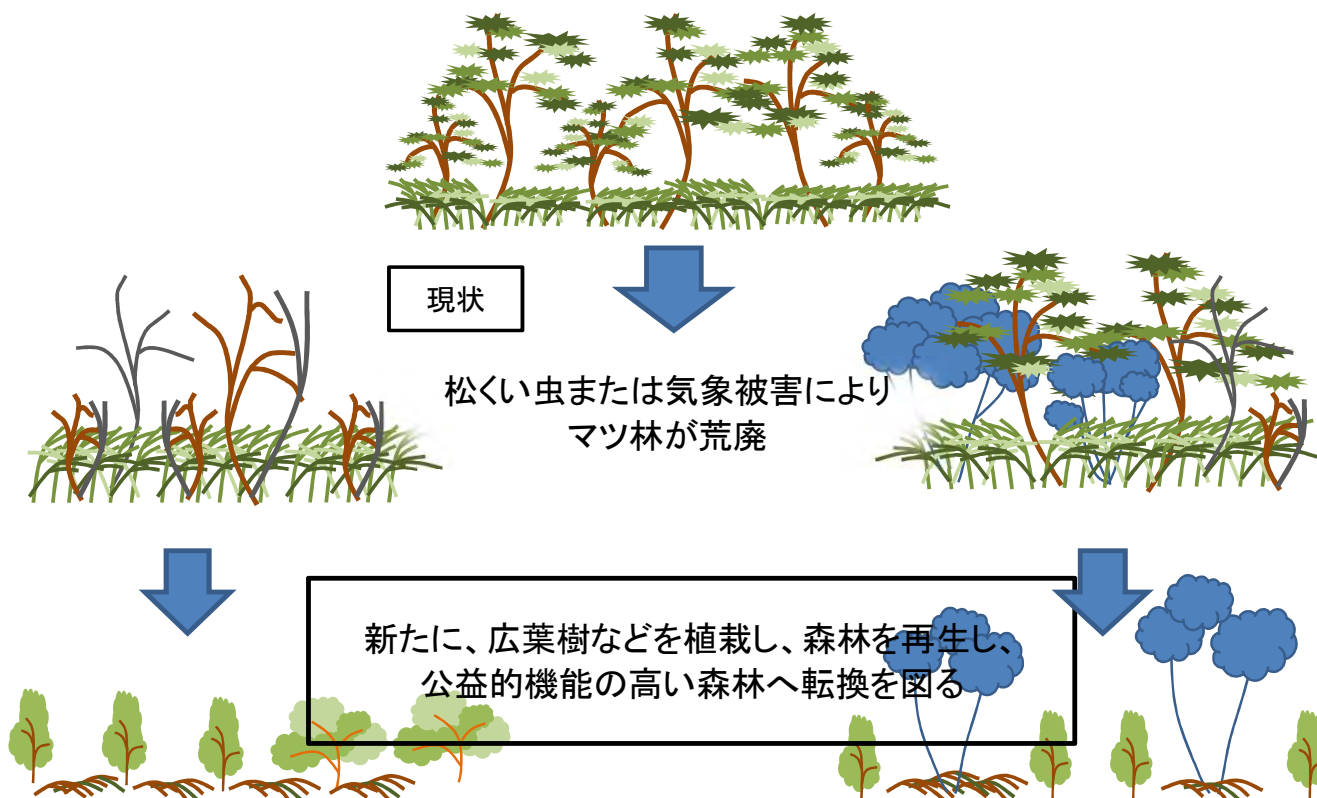 現状
松くい虫または気象被害により
マツ林が荒廃
新たに、広葉樹などを植栽し、森林を再生し、
公益的機能の高い森林へ転換を図る